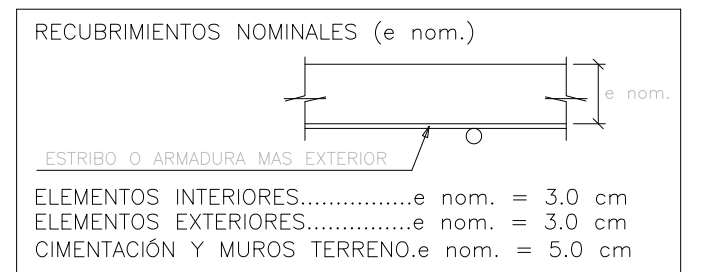 RECUBRIMIENTOS NOMINALES (e nom.)
e nom.
ESTRIBO O ARMADURA MAS EXTERIOR
ELEMENTOS INTERIORES................e nom. = 3.0 cm
ELEMENTOS EXTERIORES...............e nom. = 3.0 cm
CIMENTACIÓN Y MUROS TERRENO.e nom. = 5.0 cm